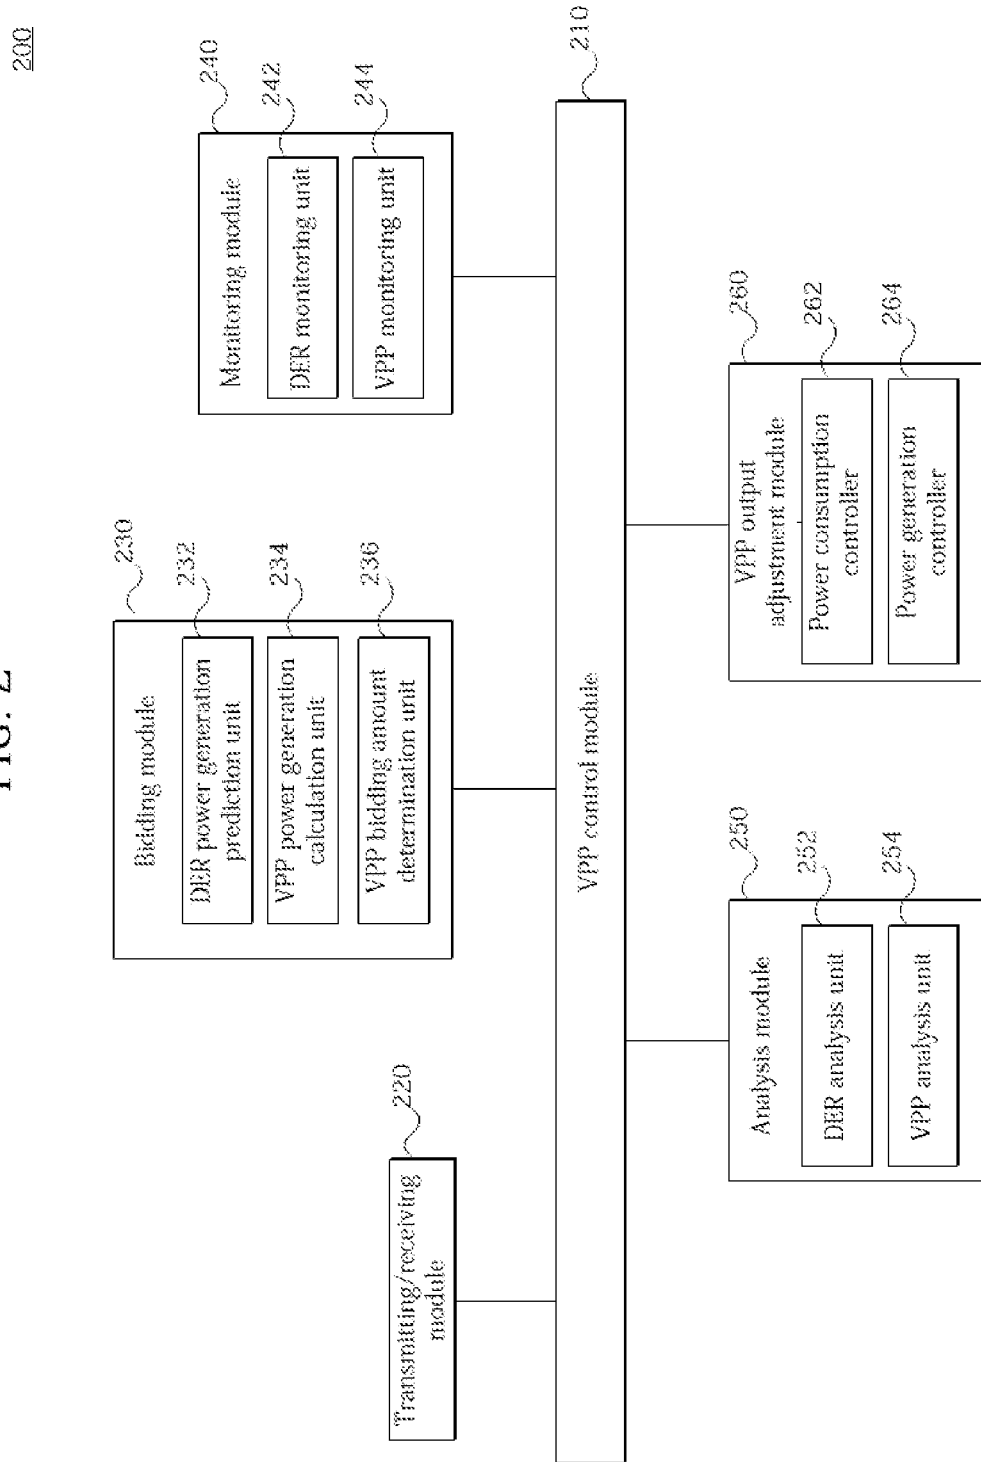 FIG. 2
200
Transmitting/receiving
module
220
Bidding module
230
DER power generation
prediction unit
232
VPP power generation
calculation unit
234
VPP bidding amount
determination unit
236
Monitoring module
240
DER monitoring unit
242
VPP monitoring unit
244
VPP control module
210
Analysis module
250
DER analysis unit
252
VPP analysis unit
254
VPP output
adjustment module
260
Power consumption
controller
262
Power generation
controller
264